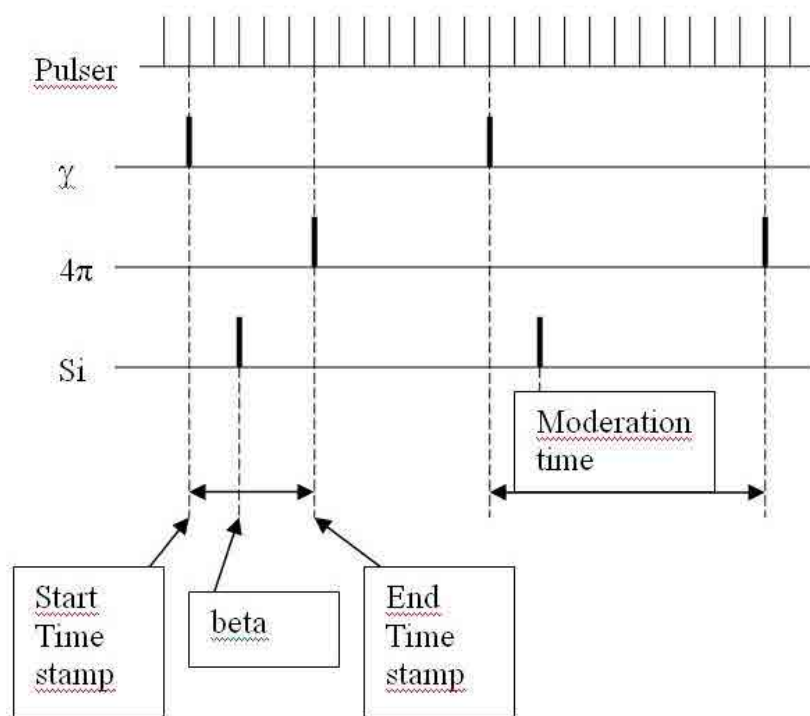 Pulser
χ
4π
Si
Moderation
time
Start
Time
stamp
beta
End
Time
stamp